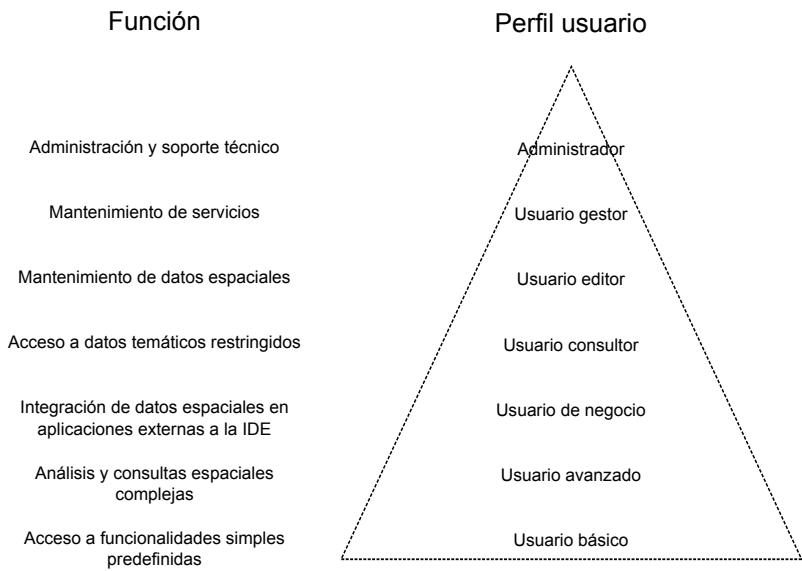 Función
Perfil usuario
Administración y soporte técnico
Administrador
Mantenimiento de servicios
Usuario gestor
Mantenimiento de datos espaciales
Usuario editor
Acceso a datos temáticos restringidos
Usuario consultor
Integración de datos espaciales en
aplicaciones externas a la IDE
Usuario de negocio
Análisis y consultas espaciales
complejas
Usuario avanzado
Acceso a funcionalidades simples
predefinidas
Usuario básico